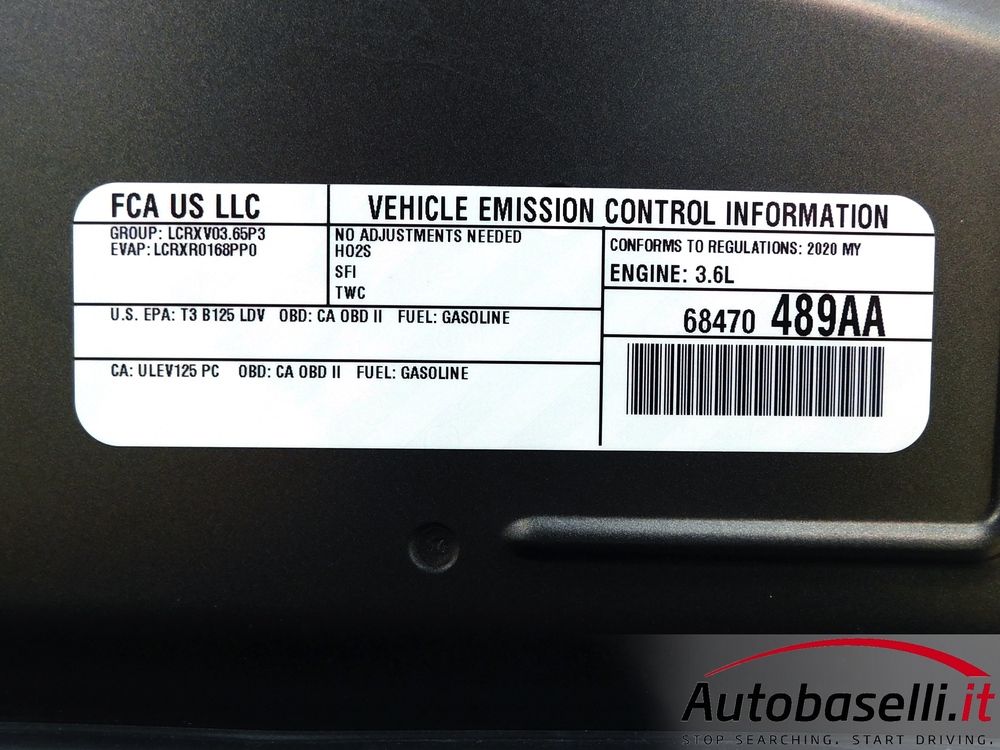 FCA US LLC
VEHICLE EMISSION CONTROL INFORMATION
GROUP: LCRXV03.65P3
EVAP: LCRXR0168PP0
NO ADJUSTMENTS NEEDED
HO2S
SFI
TWC
CONFORMS TO REGULATIONS: 2020 MY
ENGINE: 3.6L
68470 489AA
U.S. EPA: T3 B125 LDV OBD: CA OBD II FUEL: GASOLINE
CA: ULEV125 PC OBD: CA OBD II FUEL: GASOLINE
Autobaselli.it
STOP SEARCHING. START DRIVING.